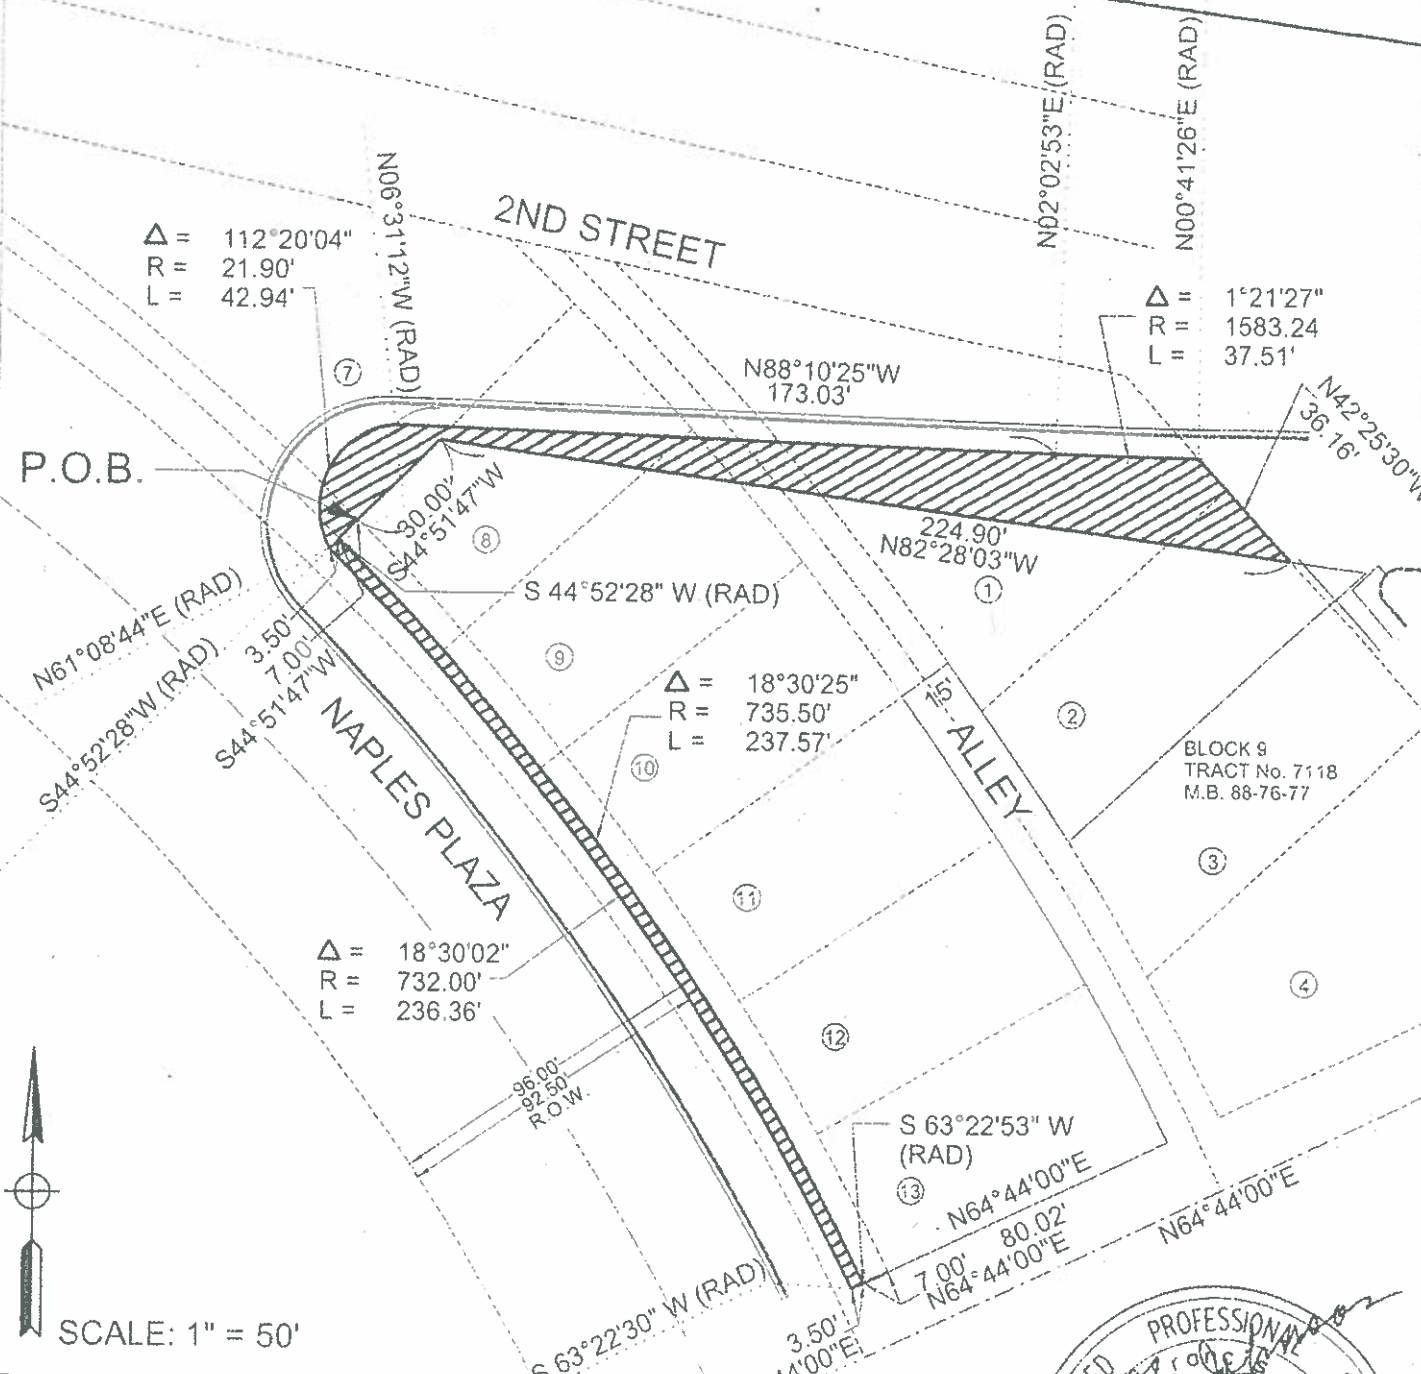 N02°02'53"E (RAD)
N00°41'26"E (RAD)
N06°31'12"W (RAD)
2ND STREET
Δ = 112°20'04"
R = 21.90'
L = 42.94'
Δ = 1°21'27"
R = 1583.24
L = 37.51'
7
N88°10'25"W
173.03'
N42°25'30"W
36.16'
P.O.B.
30.00'
S44°51'47"W
8
224.90'
N82°28'03"W
1
S 44°52'28" W (RAD)
N61°08'44"E (RAD)
3.50'
7.00'
S44°51'47"W
S44°52'28"W (RAD)
9
Δ = 18°30'25"
R = 735.50'
L = 237.57'
10
15'
ALLEY
2
NAPLES PLAZA
BLOCK 9
TRACT No. 7118
M.B. 88-76-77
3
11
Δ = 18°30'02"
R = 732.00'
L = 236.36'
4
12
96.00'
92.50'
R.O.W.
S 63°22'53" W
(RAD)
13
N64°44'00"E
80.02'
7.00'
N64°44'00"E
N64°44'00"E
S 63°22'30" W (RAD)
3.50'
44'00"E
SCALE: 1" = 50'
PROFESSIONAL